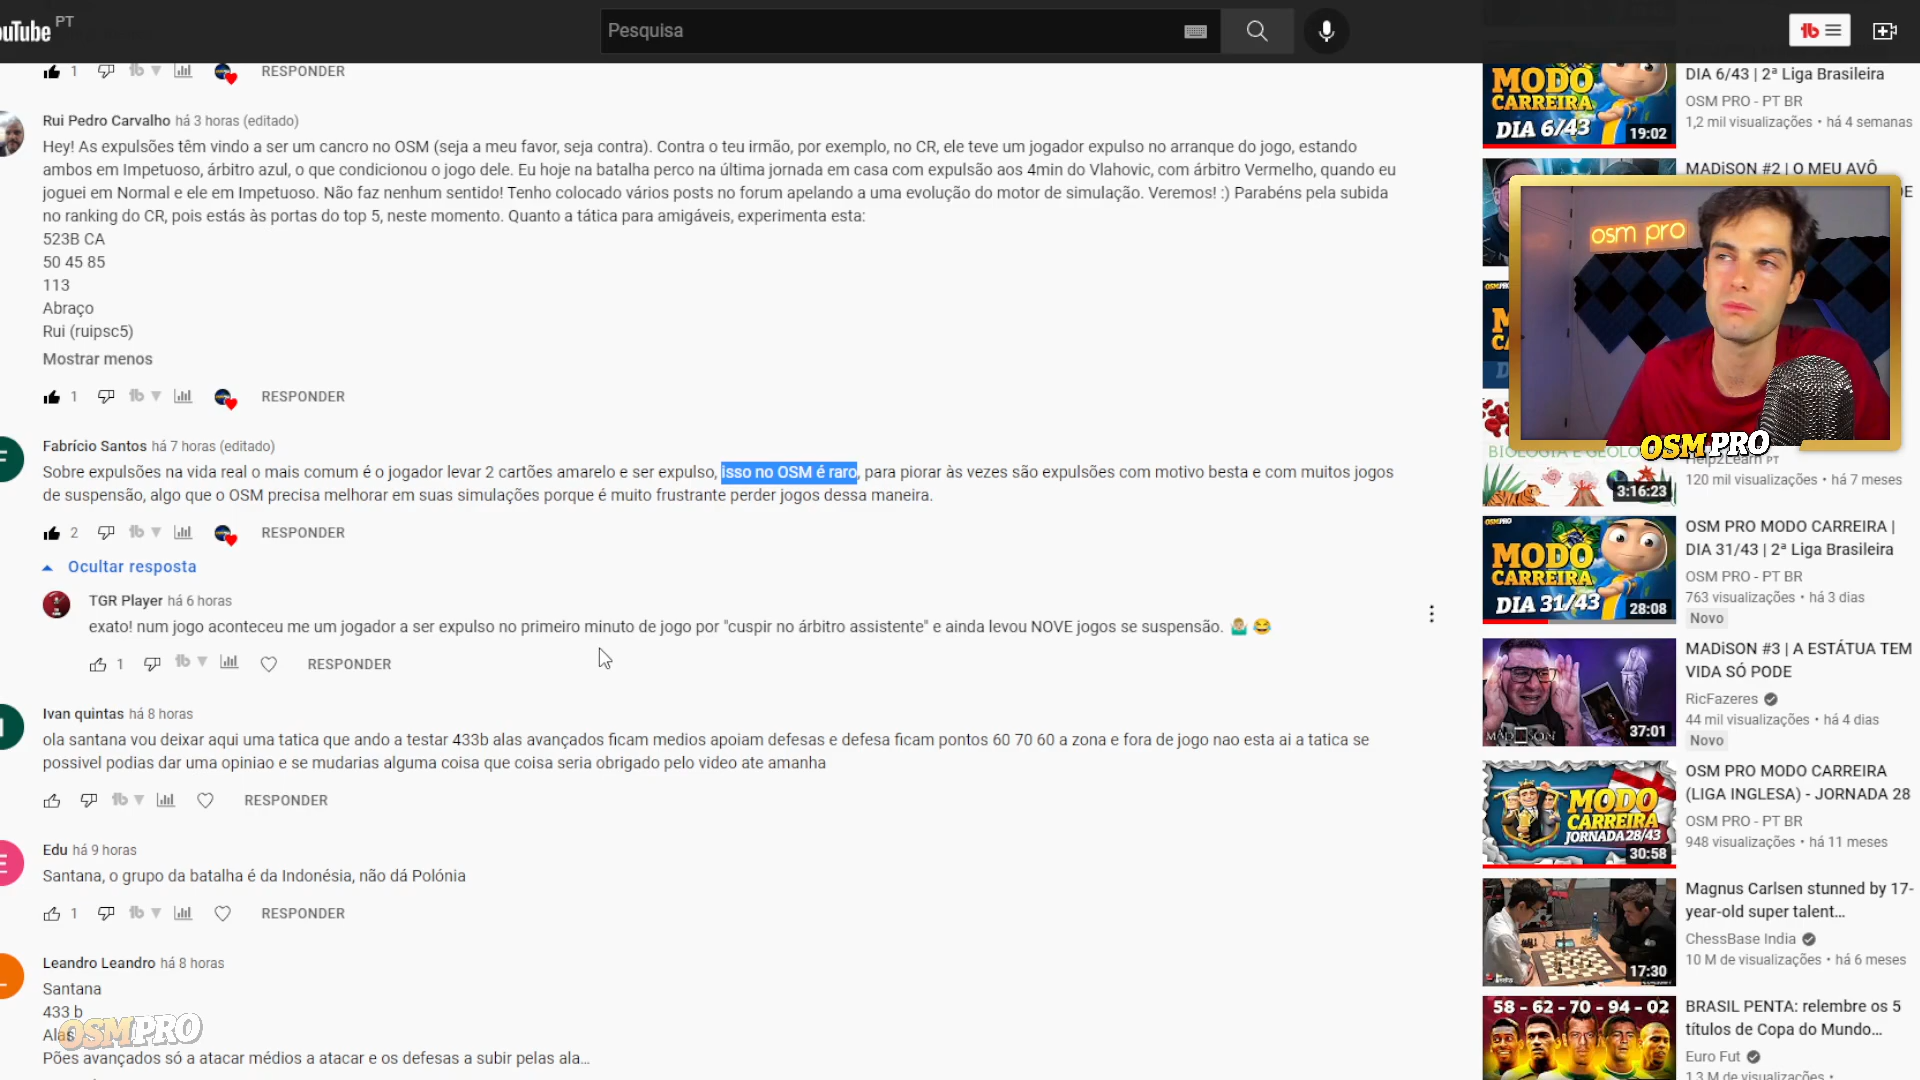 ouTube PT
Pesquisa
1 RESPONDER
Rui Pedro Carvalho há 3 horas (editado)
Hey! As expulsões têm vindo a ser um cancro no OSM (seja a meu favor, seja contra). Contra o teu irmão, por exemplo, no CR, ele teve um jogador expulso no arranque do jogo, estando
ambos em Impetuoso, árbitro azul, o que condicionou o jogo dele. Eu hoje na batalha perco na última jornada em casa com expulsão aos 4min do Vlahovic, com árbitro Vermelho, quando eu
joguei em Normal e ele em Impetuoso. Não faz nenhum sentido! Tenho colocado vários posts no forum apelando a uma evolução do motor de simulação. Veremos! :) Parabéns pela subida
no ranking do CR, pois estás às portas do top 5, neste momento. Quanto a tática para amigáveis, experimenta esta:
523B CA
50 45 85
113
Abraço
Rui (ruipsc5)
Mostrar menos
1 RESPONDER
Fabrício Santos há 7 horas (editado)
Sobre expulsões na vida real o mais comum é o jogador levar 2 cartões amarelo e ser expulso, isso no OSM é raro, para piorar às vezes são expulsões com motivo besta e com muitos jogos
de suspensão, algo que o OSM precisa melhorar em suas simulações porque é muito frustrante perder jogos dessa maneira.
2 RESPONDER
Ocultar resposta
TGR Player há 6 horas
exato! num jogo aconteceu me um jogador a ser expulso no primeiro minuto de jogo por "cuspir no árbitro assistente" e ainda levou NOVE jogos se suspensão. 🤷🏼‍♂️ 😂
1 RESPONDER
Ivan quintas há 8 horas
ola santana vou deixar aqui uma tatica que ando a testar 433b alas avançados ficam medios apoiam defesas e defesa ficam pontos 60 70 60 a zona e fora de jogo nao esta ai a tatica se
possivel podias dar uma opiniao e se mudarias alguma coisa que coisa seria obrigado pelo video ate amanha
RESPONDER
Edu há 9 horas
Santana, o grupo da batalha é da Indonésia, não dá Polónia
1 RESPONDER
Leandro Leandro há 8 horas
Santana
433 b
Alas
Pões avançados só a atacar médios a atacar e os defesas a subir pelas ala...
OSMPRO
MODO
CARREIRA
DIA 6/43
19:02
DIA 6/43 | 2ª Liga Brasileira
OSM PRO - PT BR
1,2 mil visualizações • há 4 semanas
MADiSON #2 | O MEU AVÔ
osm pro
OSM PRO
BIOLOGIA E GEOLO
3:16:23
Help2Learn PT
120 mil visualizações • há 7 meses
MODO
CARREIRA
DIA 31/43
28:08
OSM PRO MODO CARREIRA |
DIA 31/43 | 2ª Liga Brasileira
OSM PRO - PT BR
763 visualizações • há 3 dias
Novo
MADISON
37:01
MADiSON #3 | A ESTÁTUA TEM
VIDA SÓ PODE
RicFazeres
44 mil visualizações • há 4 dias
Novo
MODO
CARREIRA
JORNADA 28/43
30:58
OSM PRO MODO CARREIRA
(LIGA INGLESA) - JORNADA 28
OSM PRO - PT BR
948 visualizações • há 11 meses
17:30
Magnus Carlsen stunned by 17-
year-old super talent...
ChessBase India
10 M de visualizações • há 6 meses
58 - 62 - 70 - 94 - 02
BRASIL PENTA: relembre os 5
títulos de Copa do Mundo...
Euro Fut
1,3 M de visualizações •